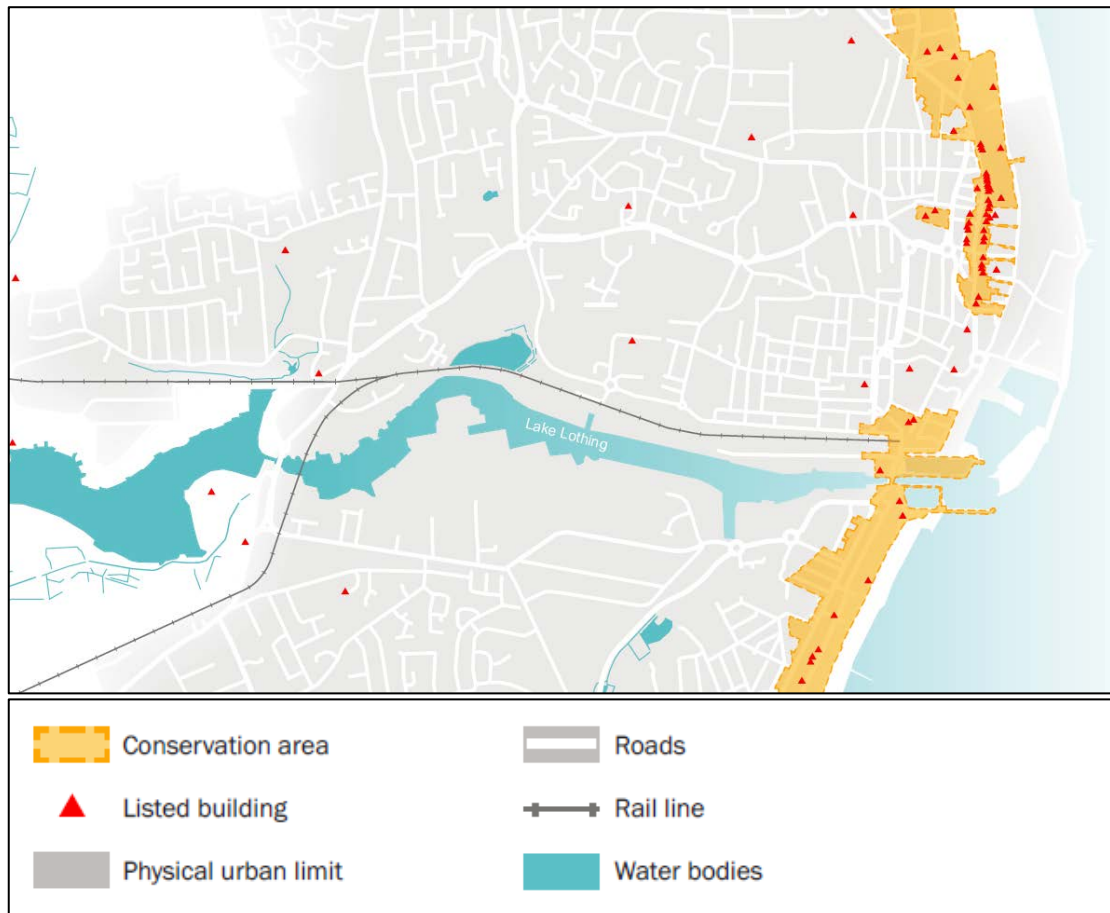 Lake Lothing
Conservation area
Roads
Listed building
Rail line
Physical urban limit
Water bodies